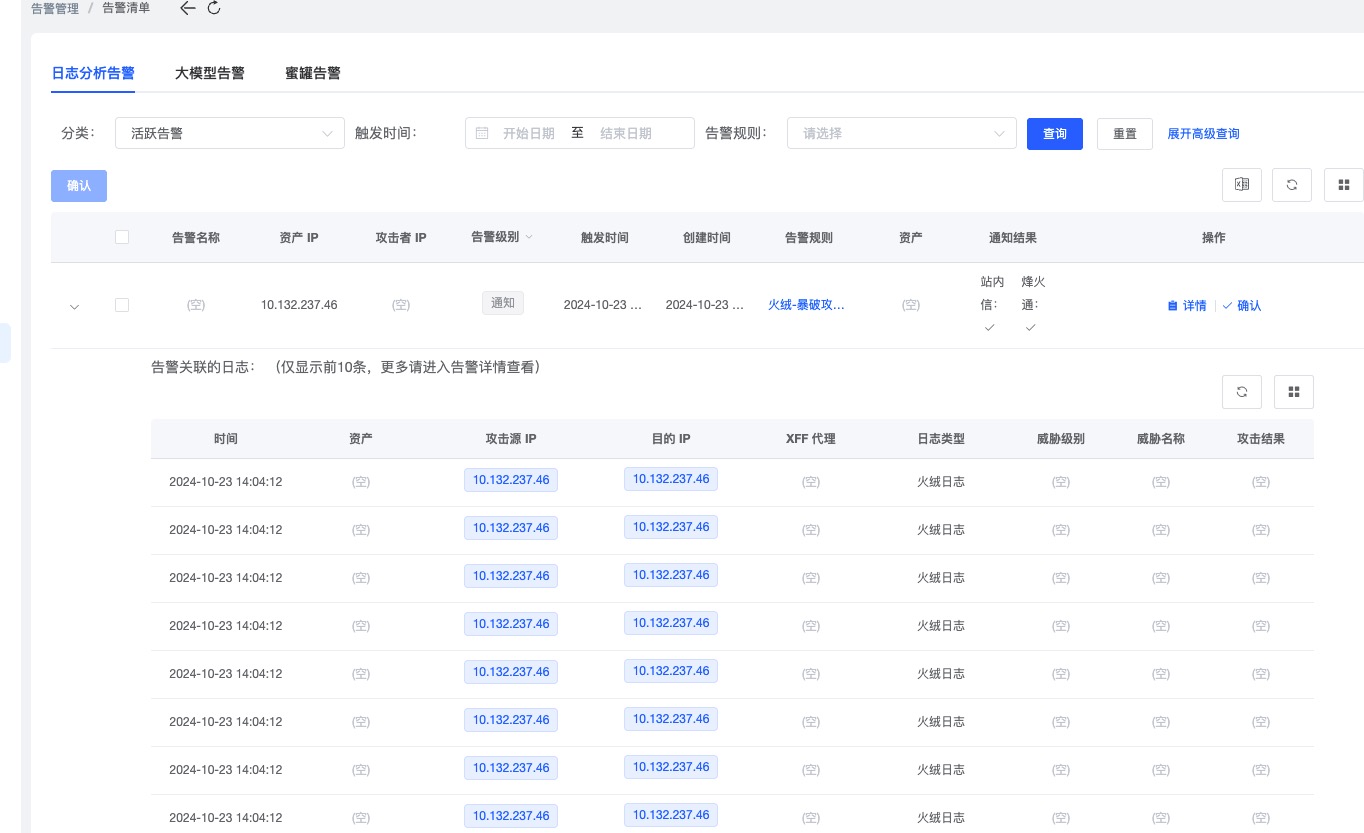 告警管理 / 告警清单
日志分析告警 大模型告警 蜜罐告警
分类： 活跃告警 触发时间： 开始日期 至 结束日期 告警规则： 请选择 查询 重置 展开高级查询
确认
告警名称 资产 IP 攻击者 IP 告警级别 触发时间 创建时间 告警规则 资产 通知结果 操作
(空) 10.132.237.46 (空) 通知 2024-10-23 ... 2024-10-23 ... 火绒-暴破攻... (空) 站内信： 烽火通： 详情 确认
告警关联的日志： （仅显示前10条，更多请进入告警详情查看）
时间 资产 攻击源 IP 目的 IP XFF 代理 日志类型 威胁级别 威胁名称 攻击结果
2024-10-23 14:04:12 (空) 10.132.237.46 10.132.237.46 (空) 火绒日志 (空) (空) (空)
2024-10-23 14:04:12 (空) 10.132.237.46 10.132.237.46 (空) 火绒日志 (空) (空) (空)
2024-10-23 14:04:12 (空) 10.132.237.46 10.132.237.46 (空) 火绒日志 (空) (空) (空)
2024-10-23 14:04:12 (空) 10.132.237.46 10.132.237.46 (空) 火绒日志 (空) (空) (空)
2024-10-23 14:04:12 (空) 10.132.237.46 10.132.237.46 (空) 火绒日志 (空) (空) (空)
2024-10-23 14:04:12 (空) 10.132.237.46 10.132.237.46 (空) 火绒日志 (空) (空) (空)
2024-10-23 14:04:12 (空) 10.132.237.46 10.132.237.46 (空) 火绒日志 (空) (空) (空)
2024-10-23 14:04:12 (空) 10.132.237.46 10.132.237.46 (空) 火绒日志 (空) (空) (空)